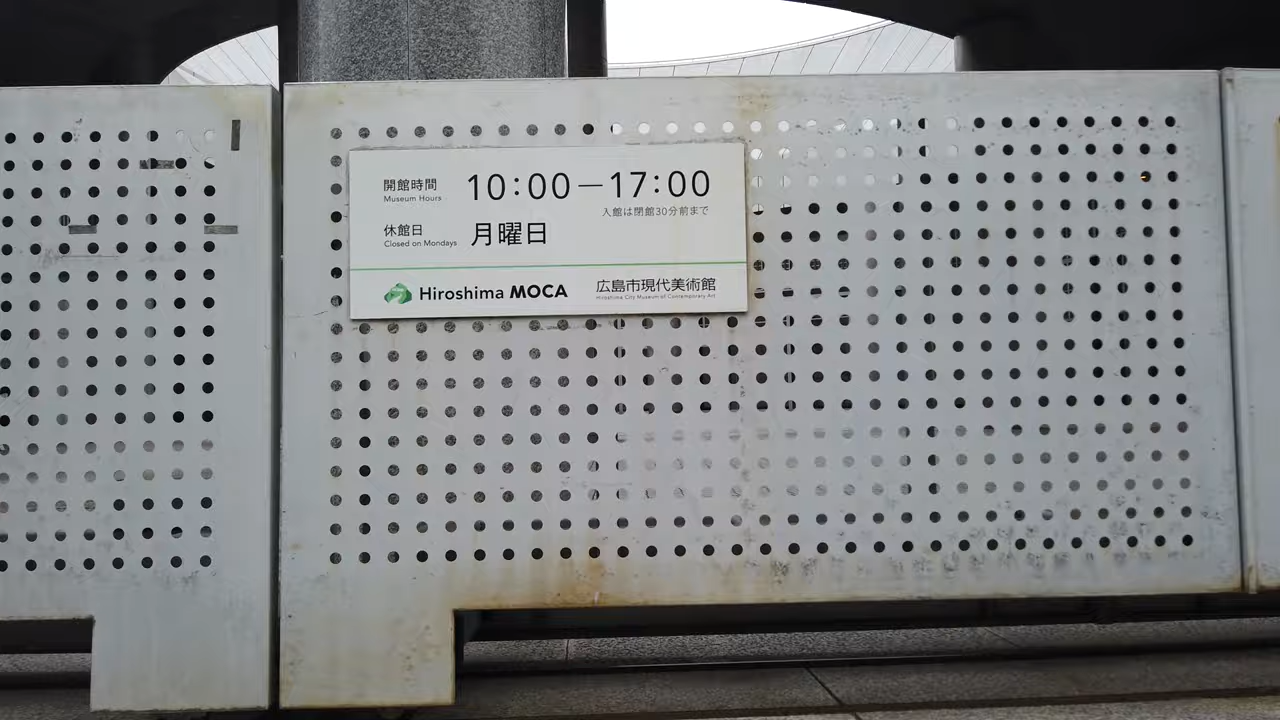 開館時間
Museum Hours
10:00－17:00
入館は閉館30分前まで
休館日
Closed on Mondays
月曜日
Hiroshima MOCA
広島市現代美術館
Hiroshima City Museum of Contemporary Art